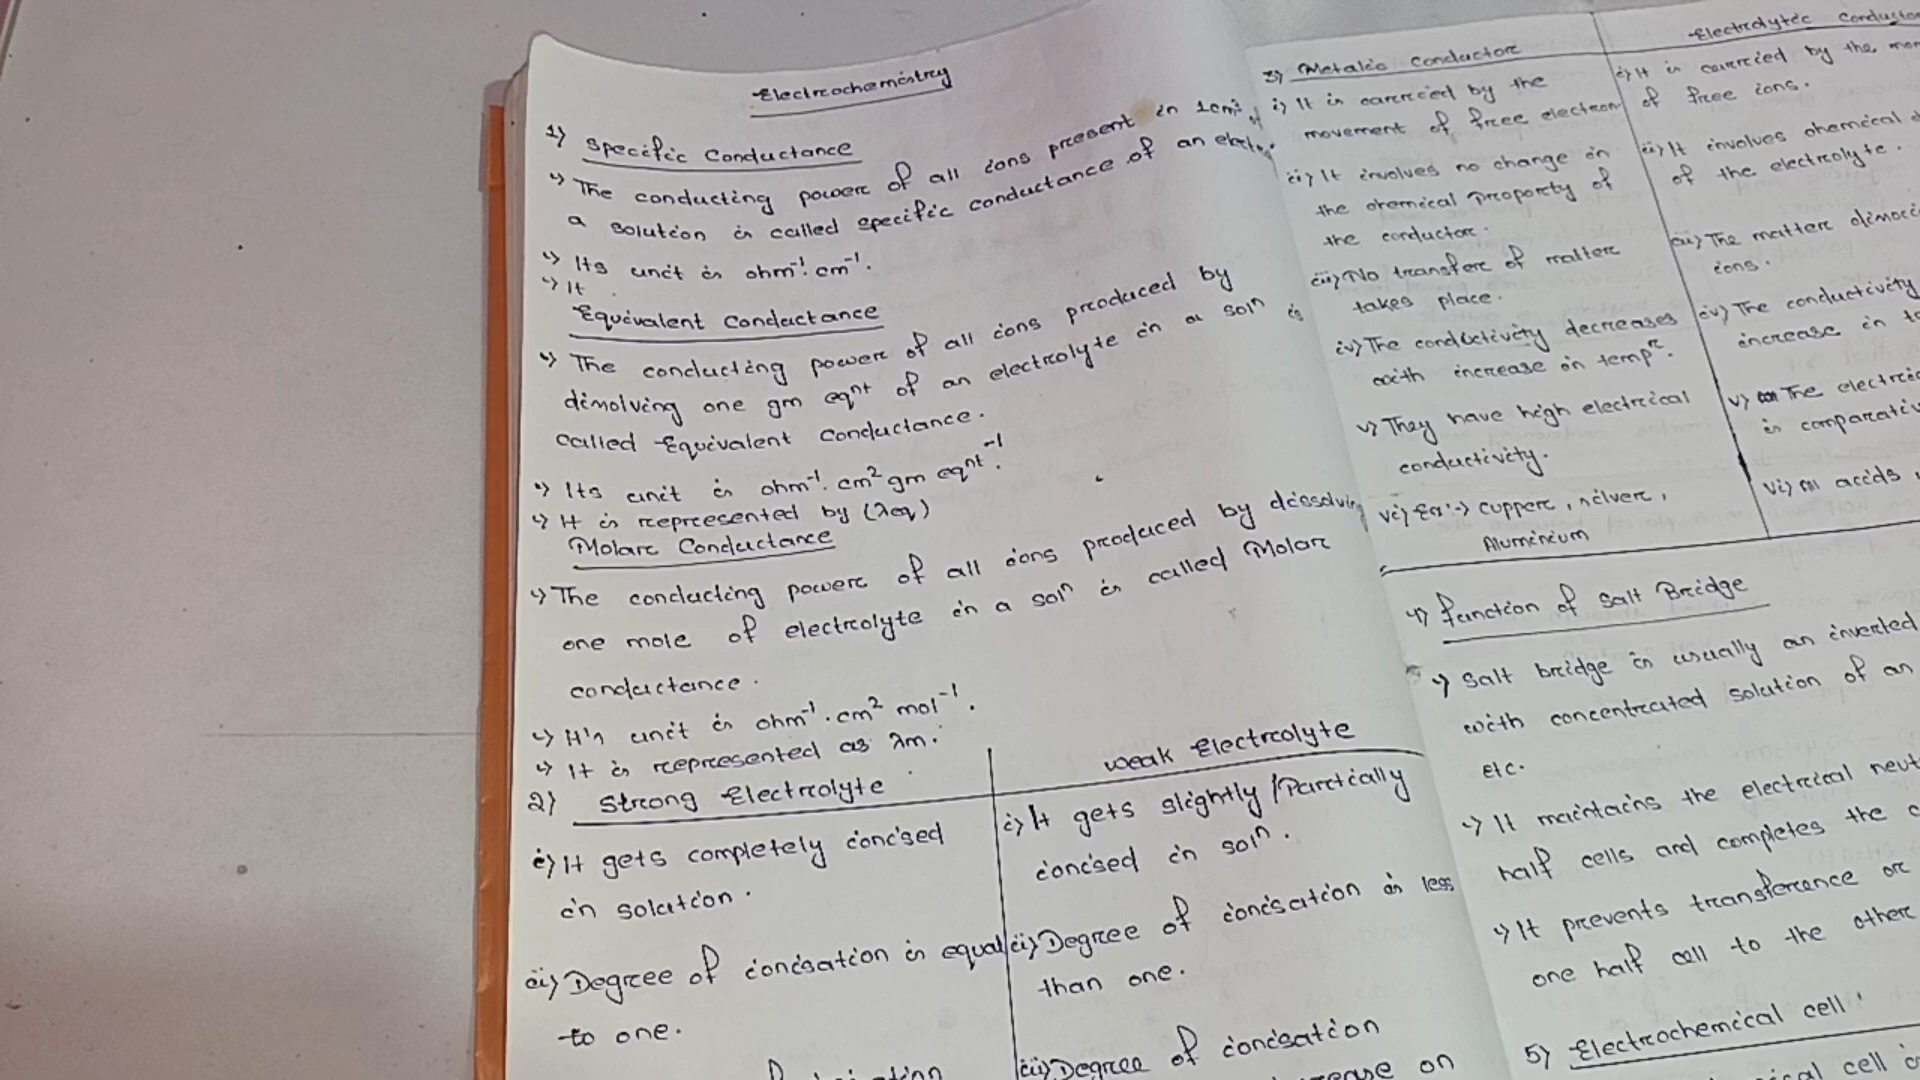 Electrochemistry
1) Specific Conductance
↳ The conducting power of all ions present in 1cm³ of
a solution is called specific conductance of an
↳ Its unit is ohm⁻¹. cm⁻¹.
↳ It
Equivalent Conductance
↳ The conducting power of all ions produced by
dissolving one gm eqnt of an electrolyte in a solⁿ is
called Equivalent Conductance.
↳ Its unit is ohm⁻¹. cm² gm eqnt⁻¹.
↳ It is represented by (λeq)
Molar Conductance
↳ The conducting power of all ions produced by dissolving
one mole of electrolyte in a solⁿ is called Molar
conductance.
↳ It's unit is ohm⁻¹. cm² mol⁻¹.
↳ It is represented as λm.
2) Strong Electrolyte
Weak Electrolyte
i) It gets completely ionised
in solution.
ii) Degree of ionisation is equal
to one.
i) It gets slightly / Partially
ionised in solⁿ.
ii) Degree of ionisation is less
than one.
iii) Degree of ionisation
on
3) Metalic Conductor
i) It is carried by the
movement of free electron
ii) It involves no change in
the chemical property of
the conductor.
iii) No transfer of matter
takes place.
iv) The conductivity decreases
with increase in tempʳ.
v) They have high electrical
conductivity.
vi) Ex:-> Copper, silver,
Aluminium
Electrolytic
i) It is carried by the
of free ions.
ii) It involves chemical
of the electrolyte.
iii) The matter
ions.
iv) The conductivity
increase in
v) The
is
vi) acids
4) Function of Salt Bridge
↳ Salt bridge is usually an inverted
with concentrated solution of an
etc.
↳ It maintains the electrical
half cells and completes the
↳ It prevents transference or
one half cell to the other
5) Electrochemical cell
cell